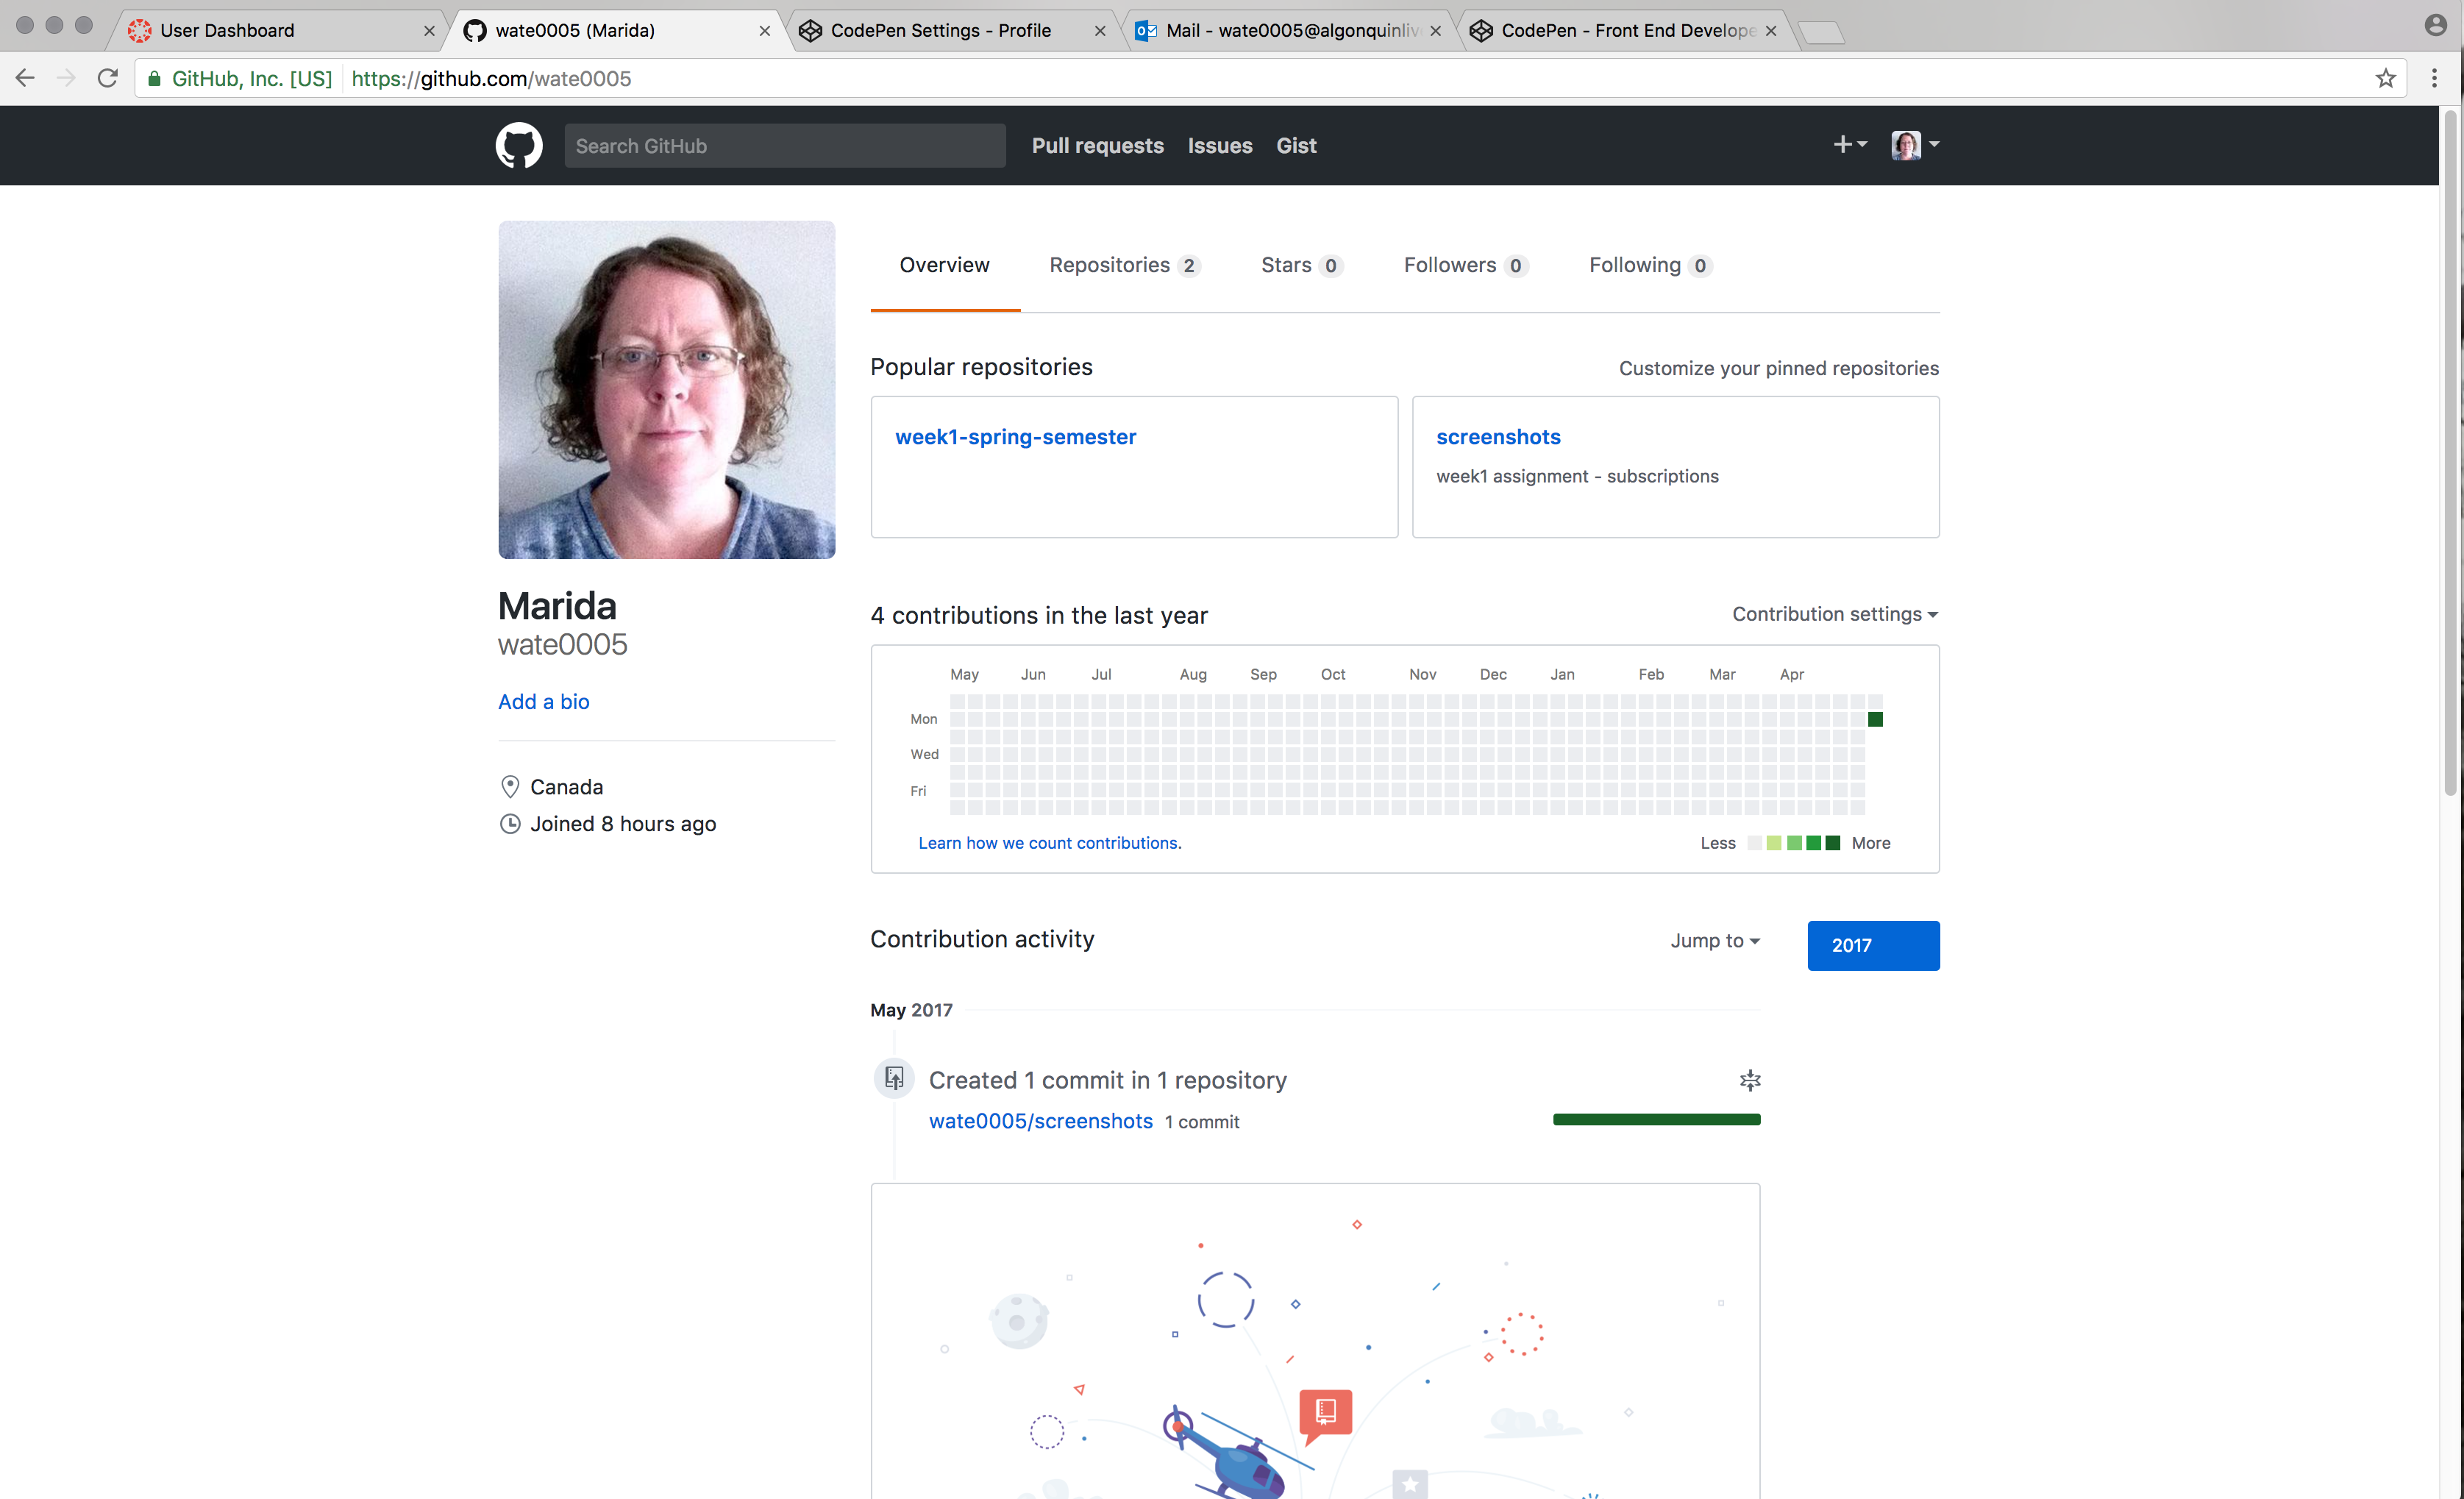 User Dashboard
wate0005 (Marida)
CodePen Settings - Profile
Mail - wate0005@algonquinliv
CodePen - Front End Develope
GitHub, Inc. [US] https://github.com/wate0005
Search GitHub
Pull requests Issues Gist
Overview Repositories 2 Stars 0 Followers 0 Following 0
Popular repositories
Customize your pinned repositories
week1-spring-semester
screenshots
week1 assignment - subscriptions
Marida
wate0005
Add a bio
Canada
Joined 8 hours ago
4 contributions in the last year
Contribution settings
May Jun Jul Aug Sep Oct Nov Dec Jan Feb Mar Apr
Mon
Wed
Fri
Learn how we count contributions.
Less More
Contribution activity
Jump to
2017
May 2017
Created 1 commit in 1 repository
wate0005/screenshots 1 commit